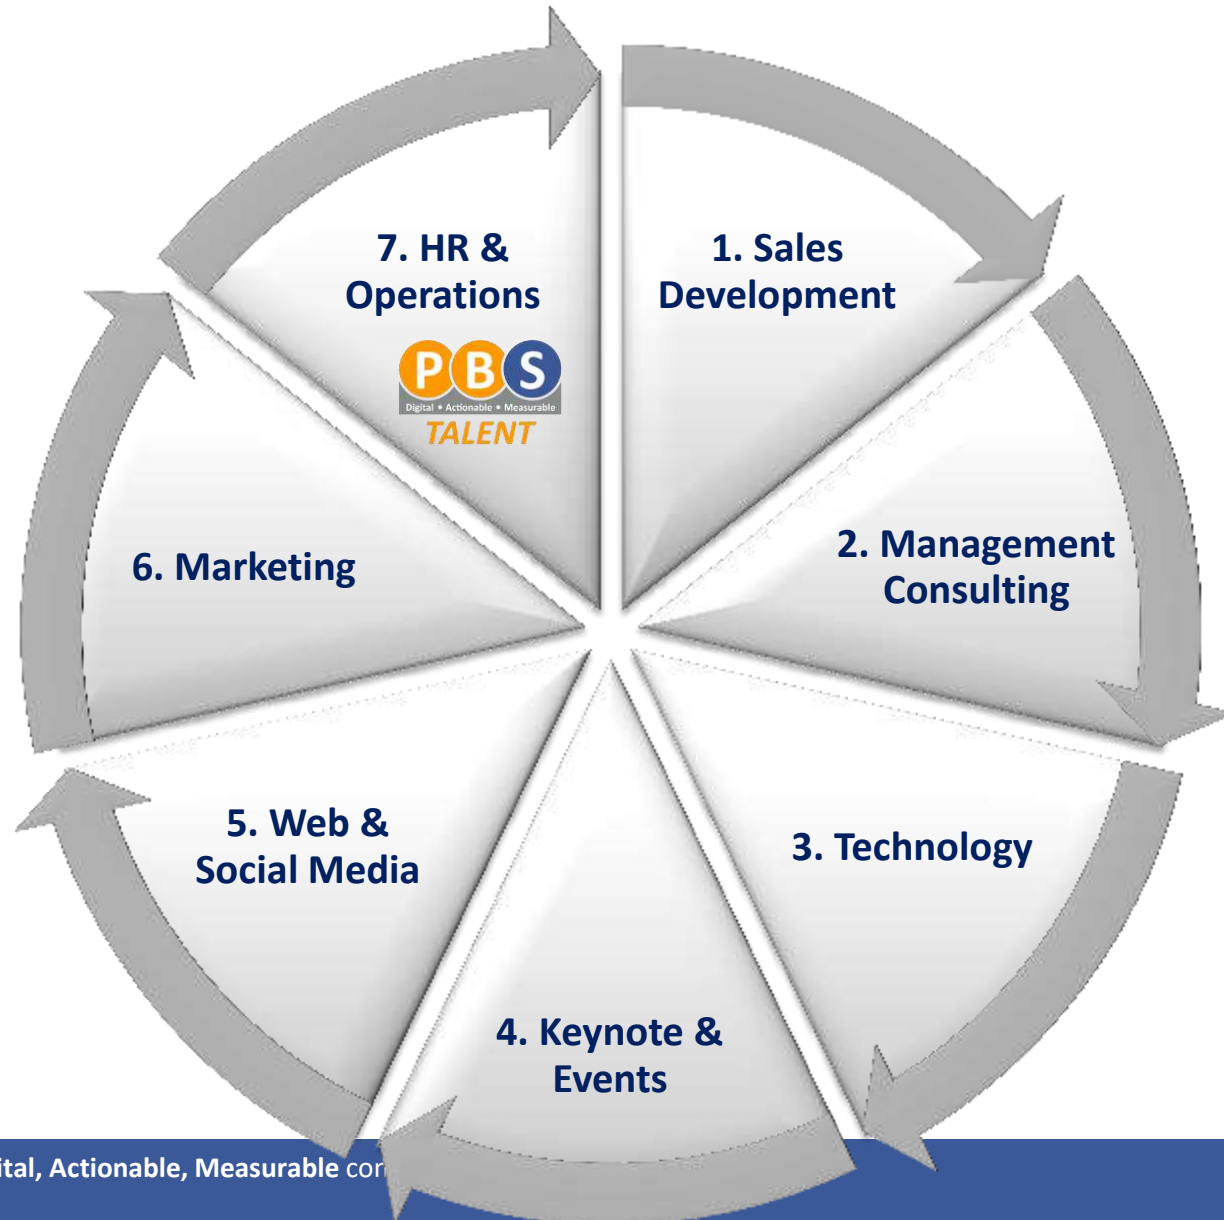 1. Sales
Development
2. Management
Consulting
3. Technology
4. Keynote &
Events
5. Web &
Social Media
6. Marketing
7. HR &
Operations
PBS
Digital • Actionable • Measurable
TALENT
ital, Actionable, Measurable cor